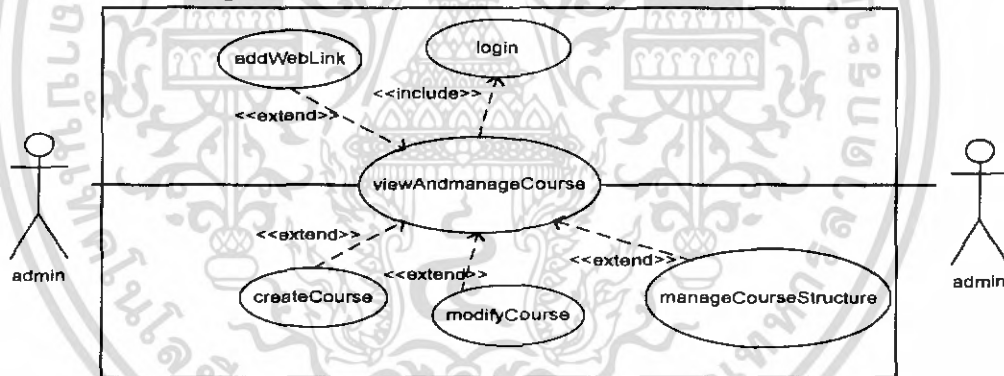 login
addWebLink
<<include>>
<<extend>>
viewAndmanageCourse
<<extend>>
<<extend>>
<<extend>>
admin
admin
createCourse
modifyCourse
manageCourseStructure